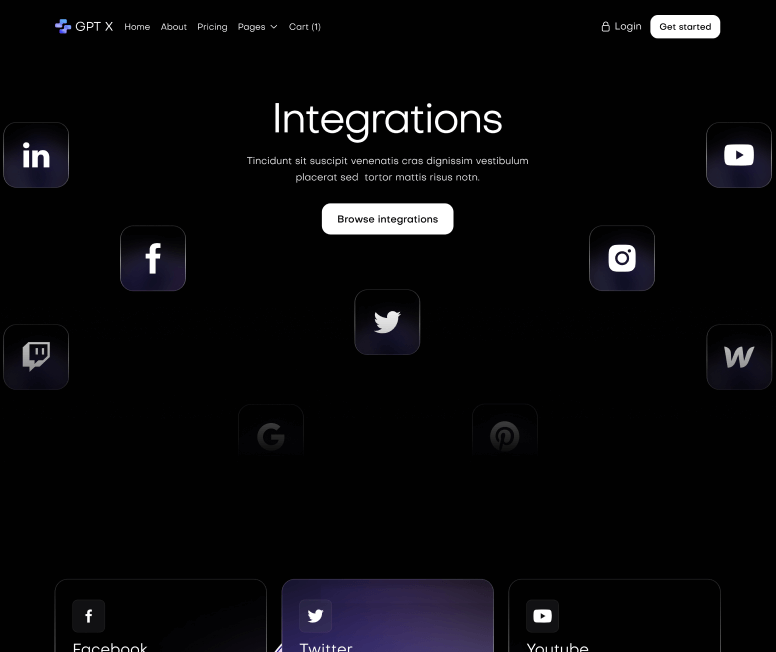 GPT X Home About Pricing Pages Cart (1) Login Get started
Integrations
Tincidunt sit suscipit venenatis cras dignissim vestibulum
placerat sed tortor mattis risus notn.
Browse integrations
Facebook Twitter Youtube